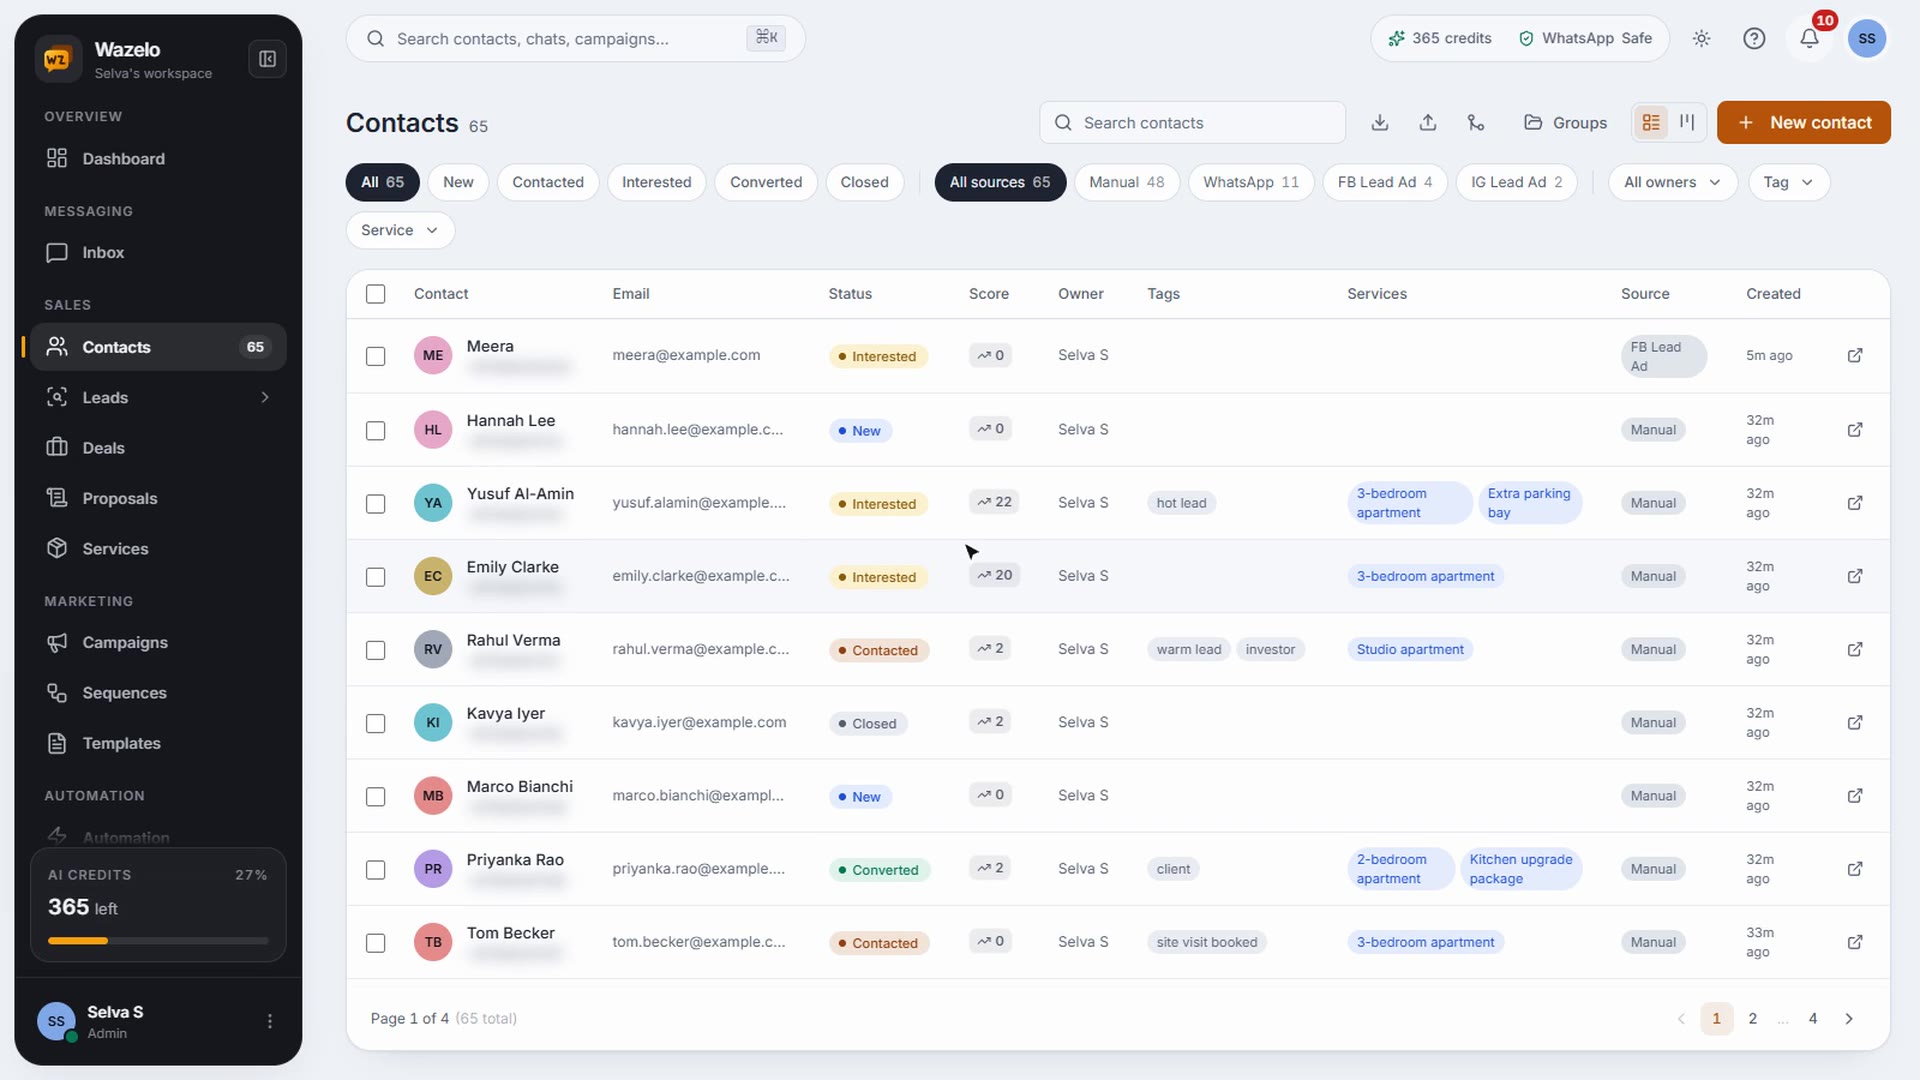 WZ
Wazelo
Selva's workspace
OVERVIEW
Dashboard
MESSAGING
Inbox
SALES
Contacts 65
Leads
Deals
Proposals
Services
MARKETING
Campaigns
Sequences
Templates
AUTOMATION
Automation
AI CREDITS 27%
365 left
SS
Selva S
Admin
Search contacts, chats, campaigns... ⌘K
365 credits WhatsApp Safe 10 SS
Contacts 65
Search contacts Groups + New contact
All 65 New Contacted Interested Converted Closed All sources 65 Manual 48 WhatsApp 11 FB Lead Ad 4 IG Lead Ad 2 All owners Tag
Service
Contact Email Status Score Owner Tags Services Source Created
ME Meera meera@example.com Interested 0 Selva S FB Lead Ad 5m ago
HL Hannah Lee hannah.lee@example.c... New 0 Selva S Manual 32m ago
YA Yusuf Al-Amin yusuf.alamin@example.... Interested 22 Selva S hot lead 3-bedroom apartment Extra parking bay Manual 32m ago
EC Emily Clarke emily.clarke@example.c... Interested 20 Selva S 3-bedroom apartment Manual 32m ago
RV Rahul Verma rahul.verma@example.c... Contacted 2 Selva S warm lead investor Studio apartment Manual 32m ago
KI Kavya Iyer kavya.iyer@example.com Closed 2 Selva S Manual 32m ago
MB Marco Bianchi marco.bianchi@exampl... New 0 Selva S Manual 32m ago
PR Priyanka Rao priyanka.rao@example.... Converted 2 Selva S client 2-bedroom apartment Kitchen upgrade package Manual 32m ago
TB Tom Becker tom.becker@example.c... Contacted 0 Selva S site visit booked 3-bedroom apartment Manual 33m ago
Page 1 of 4 (65 total) 1 2 ... 4